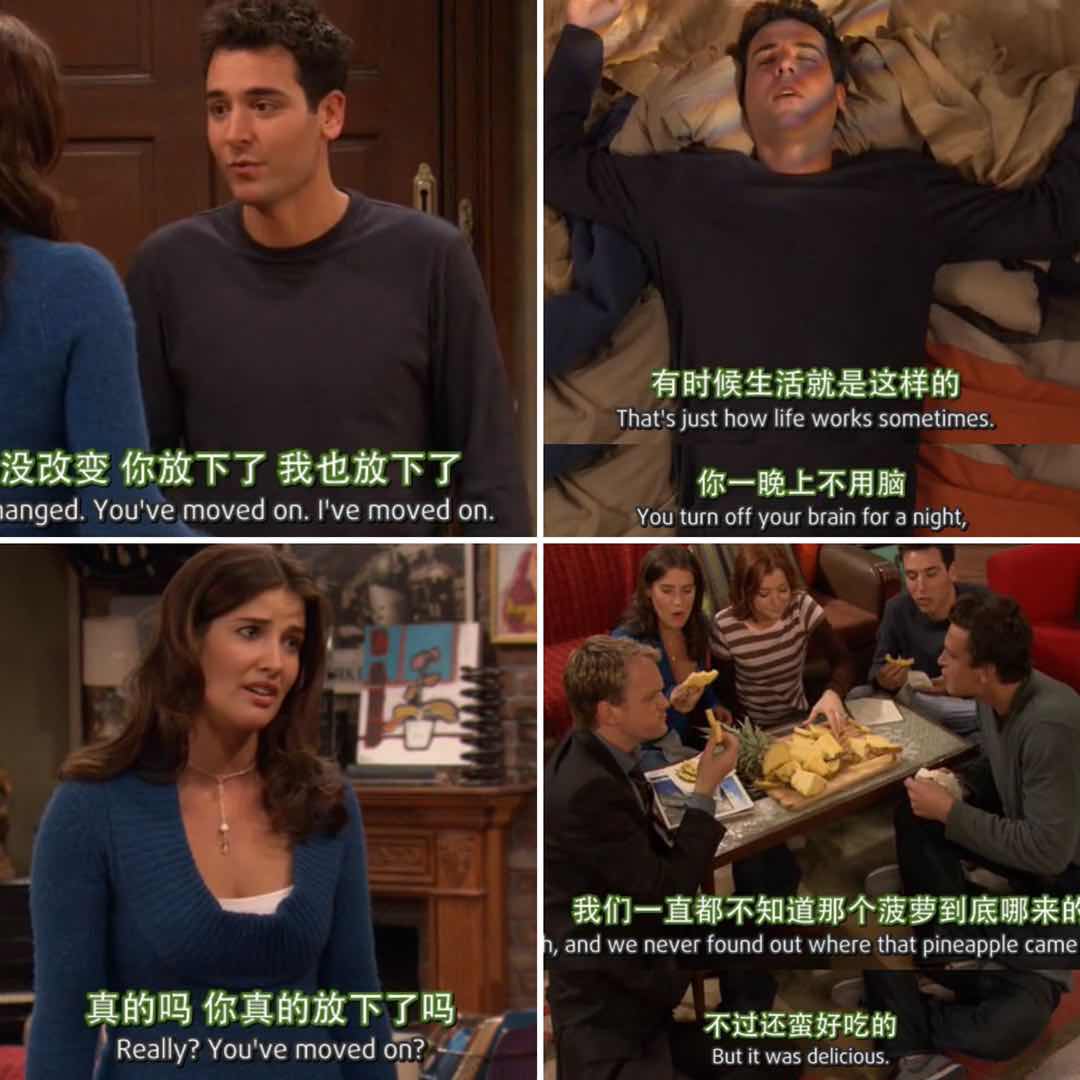 没改变 你放下了 我也放下了
You've moved on. I've moved on.
有时候生活就是这样的
That's just how life works sometimes.
你一晚上不用脑
You turn off your brain for a night,
真的吗 你真的放下了吗
Really? You've moved on?
我们一直都不知道那个菠萝到底哪来的
and we never found out where that pineapple came
不过还蛮好吃的
But it was delicious.